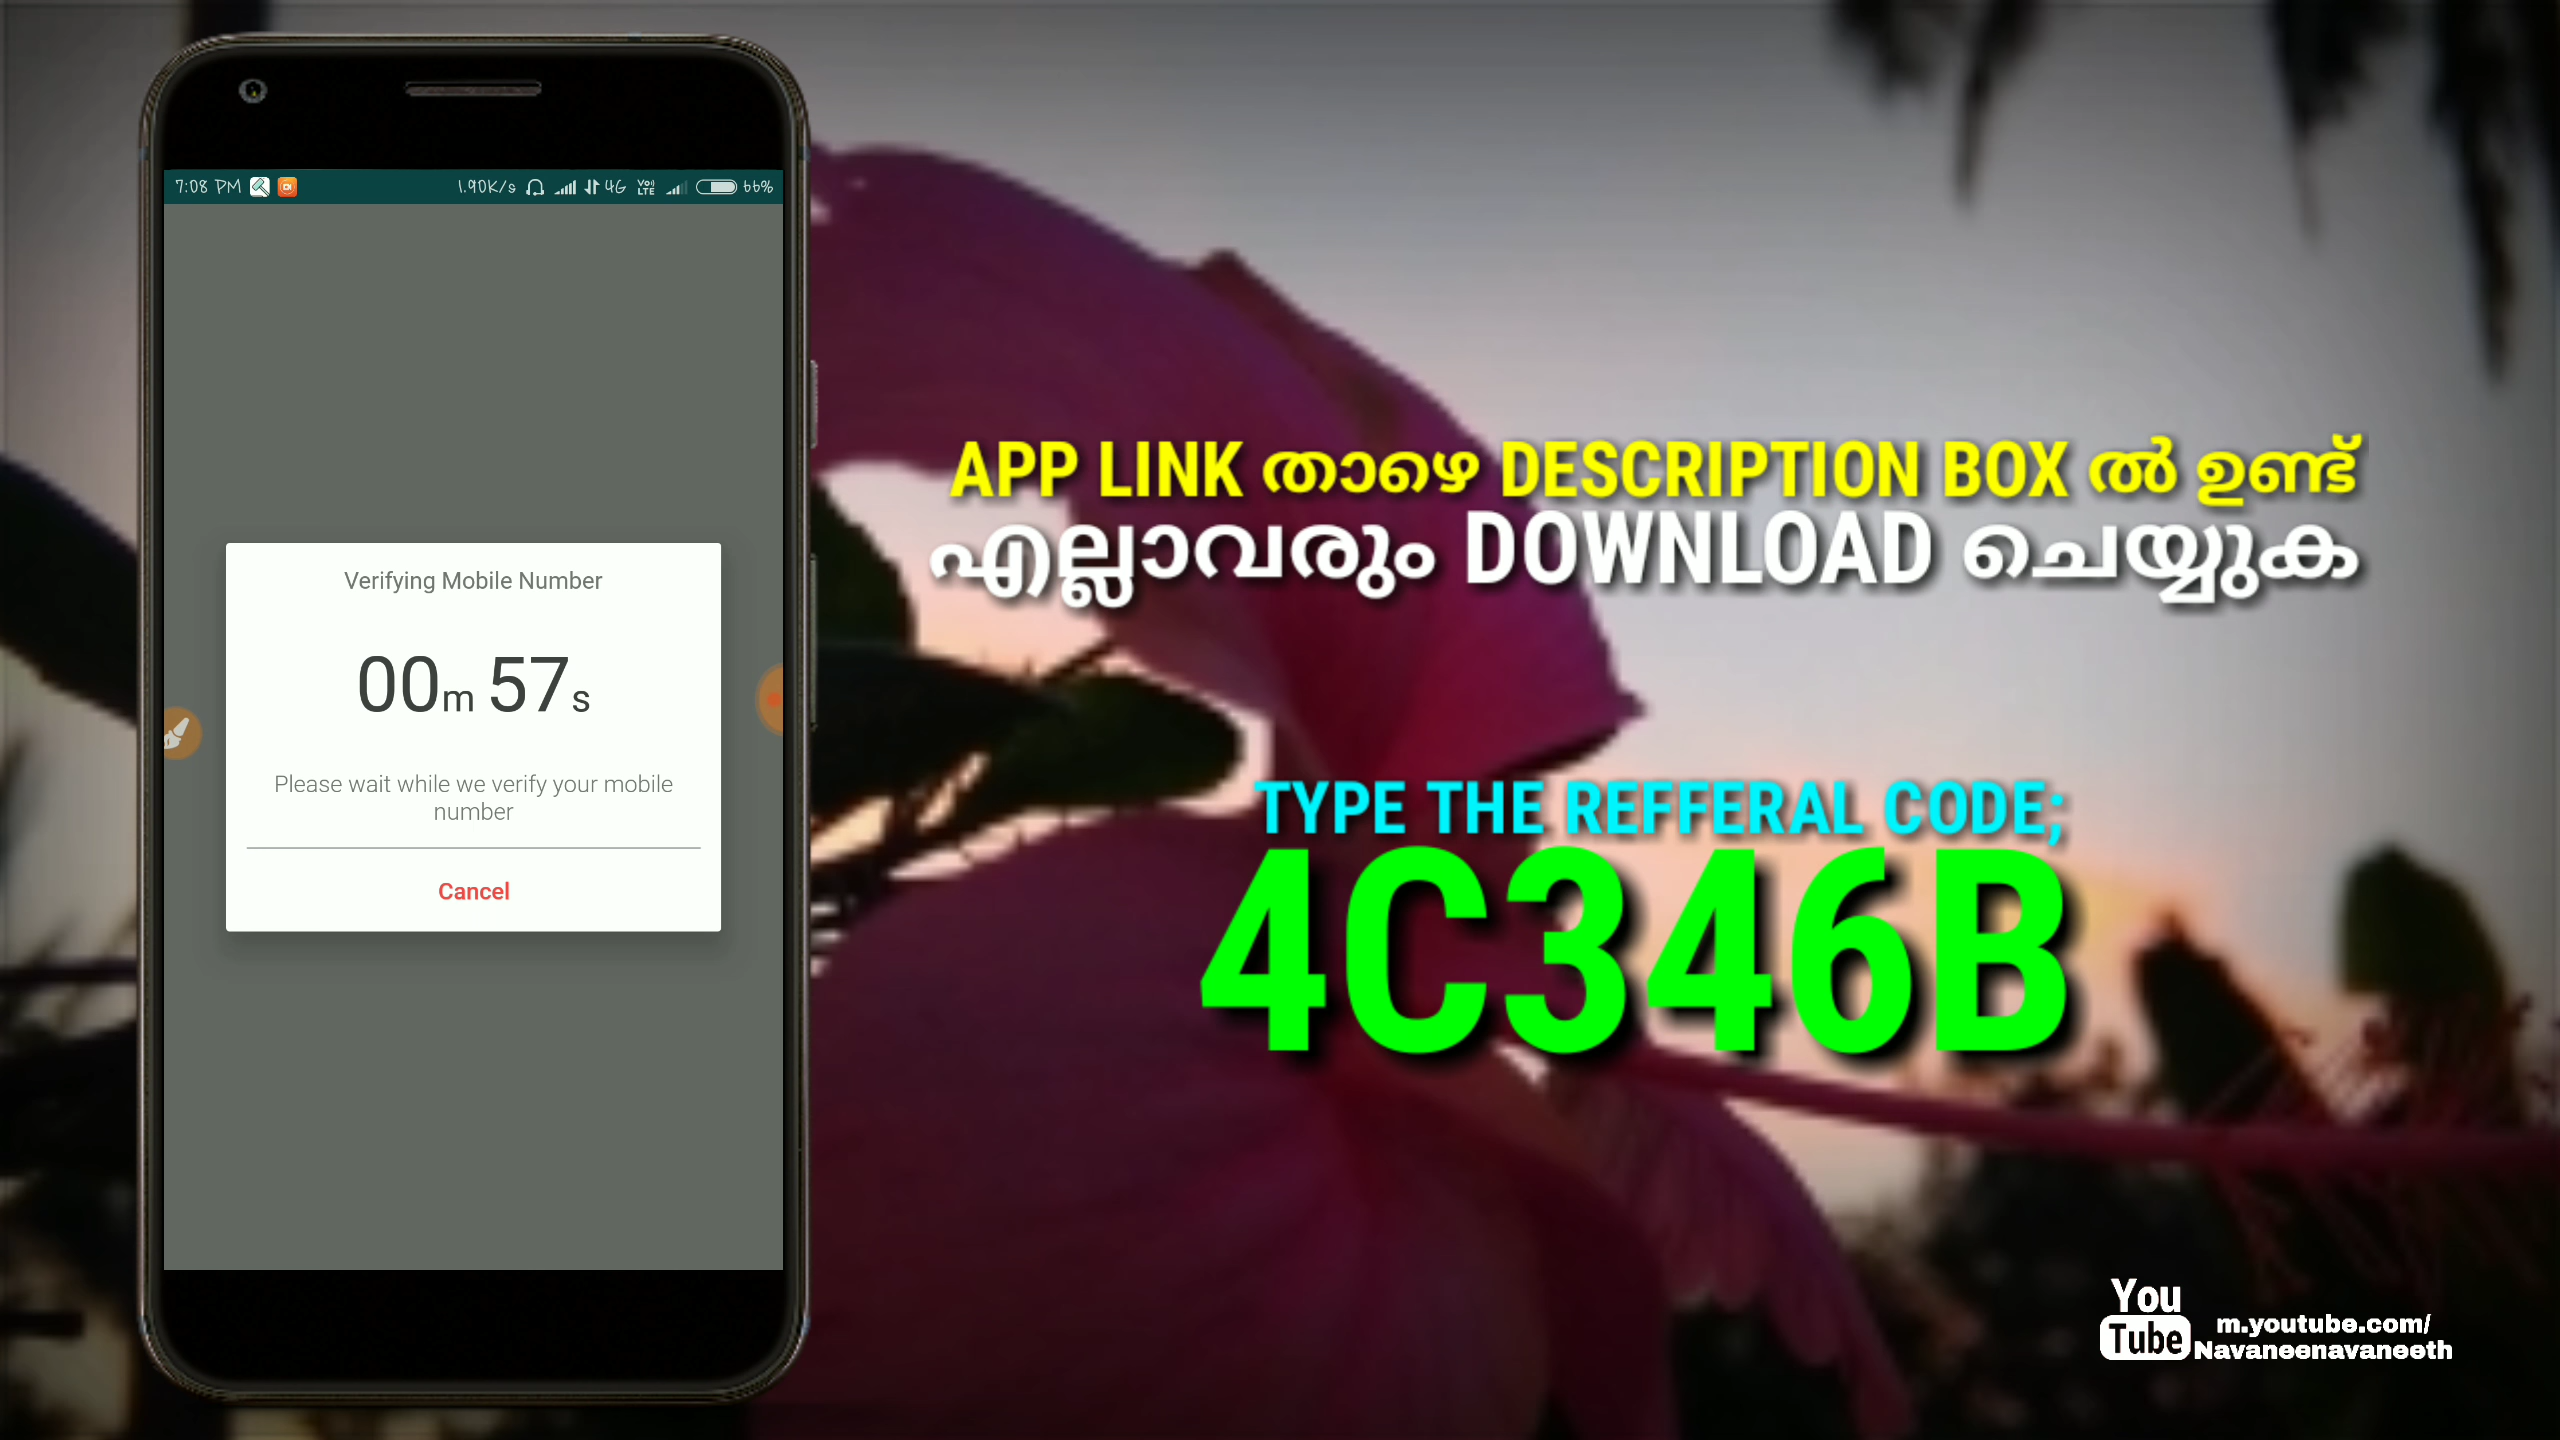 7:08 PM
1.90K/s 4G VoLTE 66%
Verifying Mobile Number
00m 57s
Please wait while we verify your mobile
number
Cancel
APP LINK താഴെ DESCRIPTION BOX ൽ ഉണ്ട്
എല്ലാവരും DOWNLOAD ചെയ്യുക
TYPE THE REFFERAL CODE;
4C346B
You
Tube
m.youtube.com/
Navaneenavaneeth